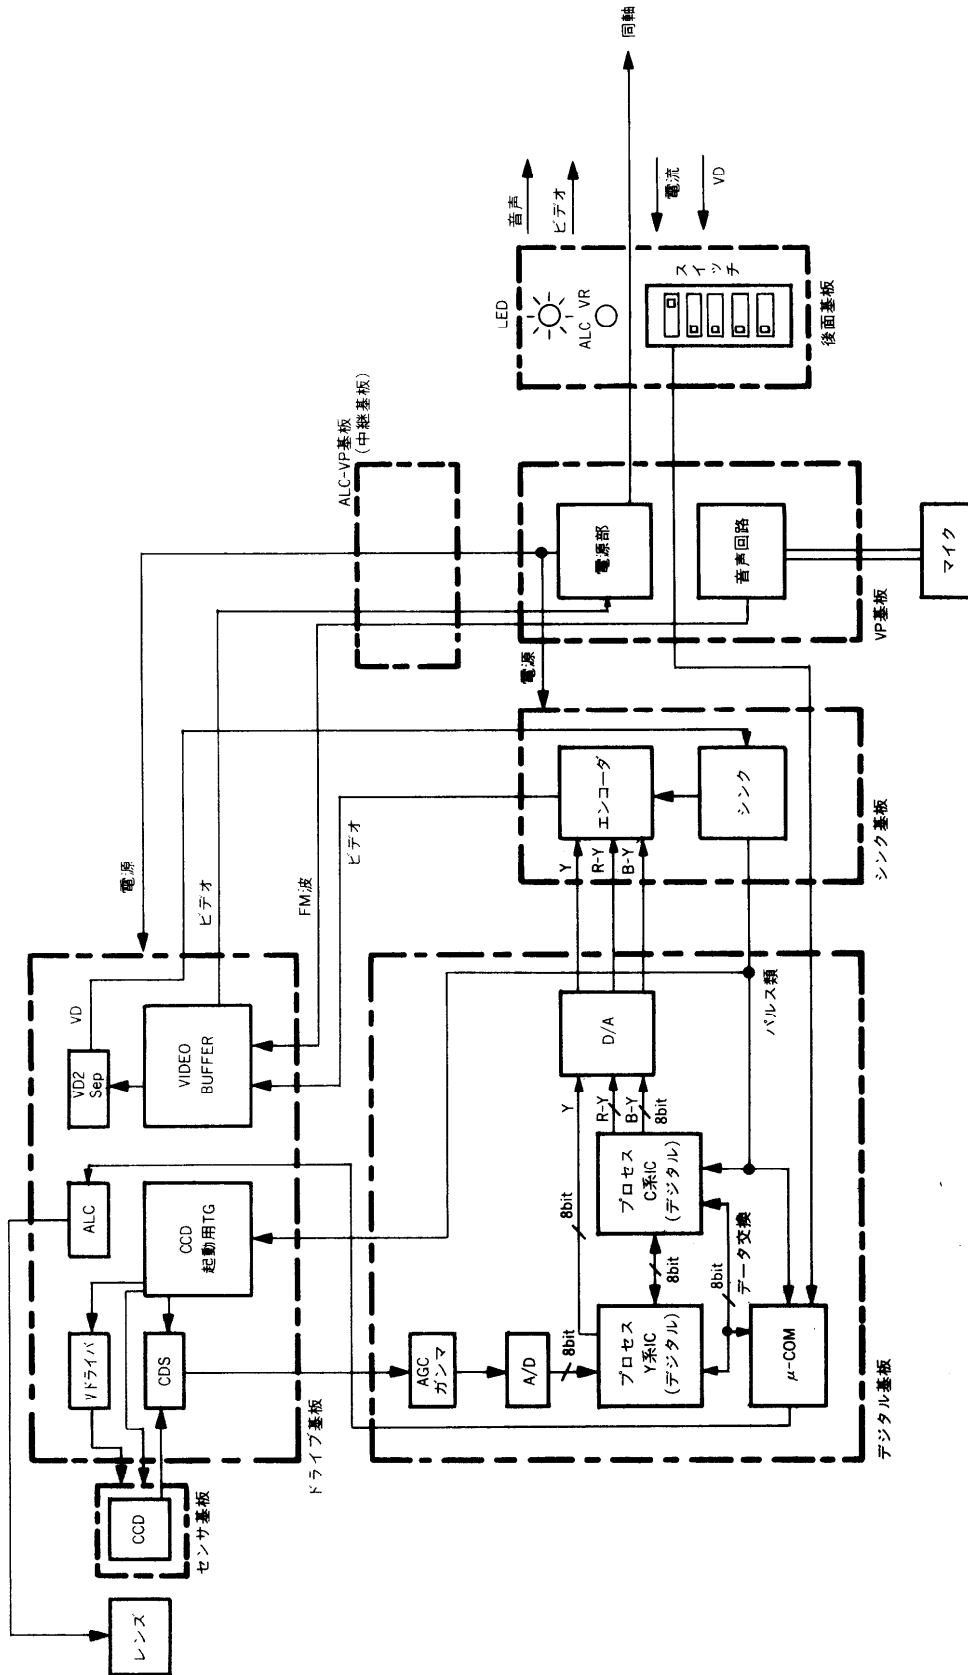 レンズ
CCD
センサ基板
Vドライバ
CDS
ALC
CCD
起動用TG
VD2
Sep
VIDEO
BUFFER
ドライブ基板
VD
電源
ビデオ
FM波
ビデオ
ALC-VP基板
(中継基板)
AGC
ガンマ
A/D
8bit
プロセス
Y系IC
(デジタル)
8bit
プロセス
C系IC
(デジタル)
8bit
データ交換
μ-COM
8bit
Y
R-Y
B-Y
8bit
D/A
パルス類
デジタル基板
Y
R-Y
B-Y
エンコーダ
シンク
シンク基板
電源
電源部
音声回路
VP基板
マイク
LED
ALC VR
スイッチ
後面基板
音声
ビデオ
電流
VD
同軸